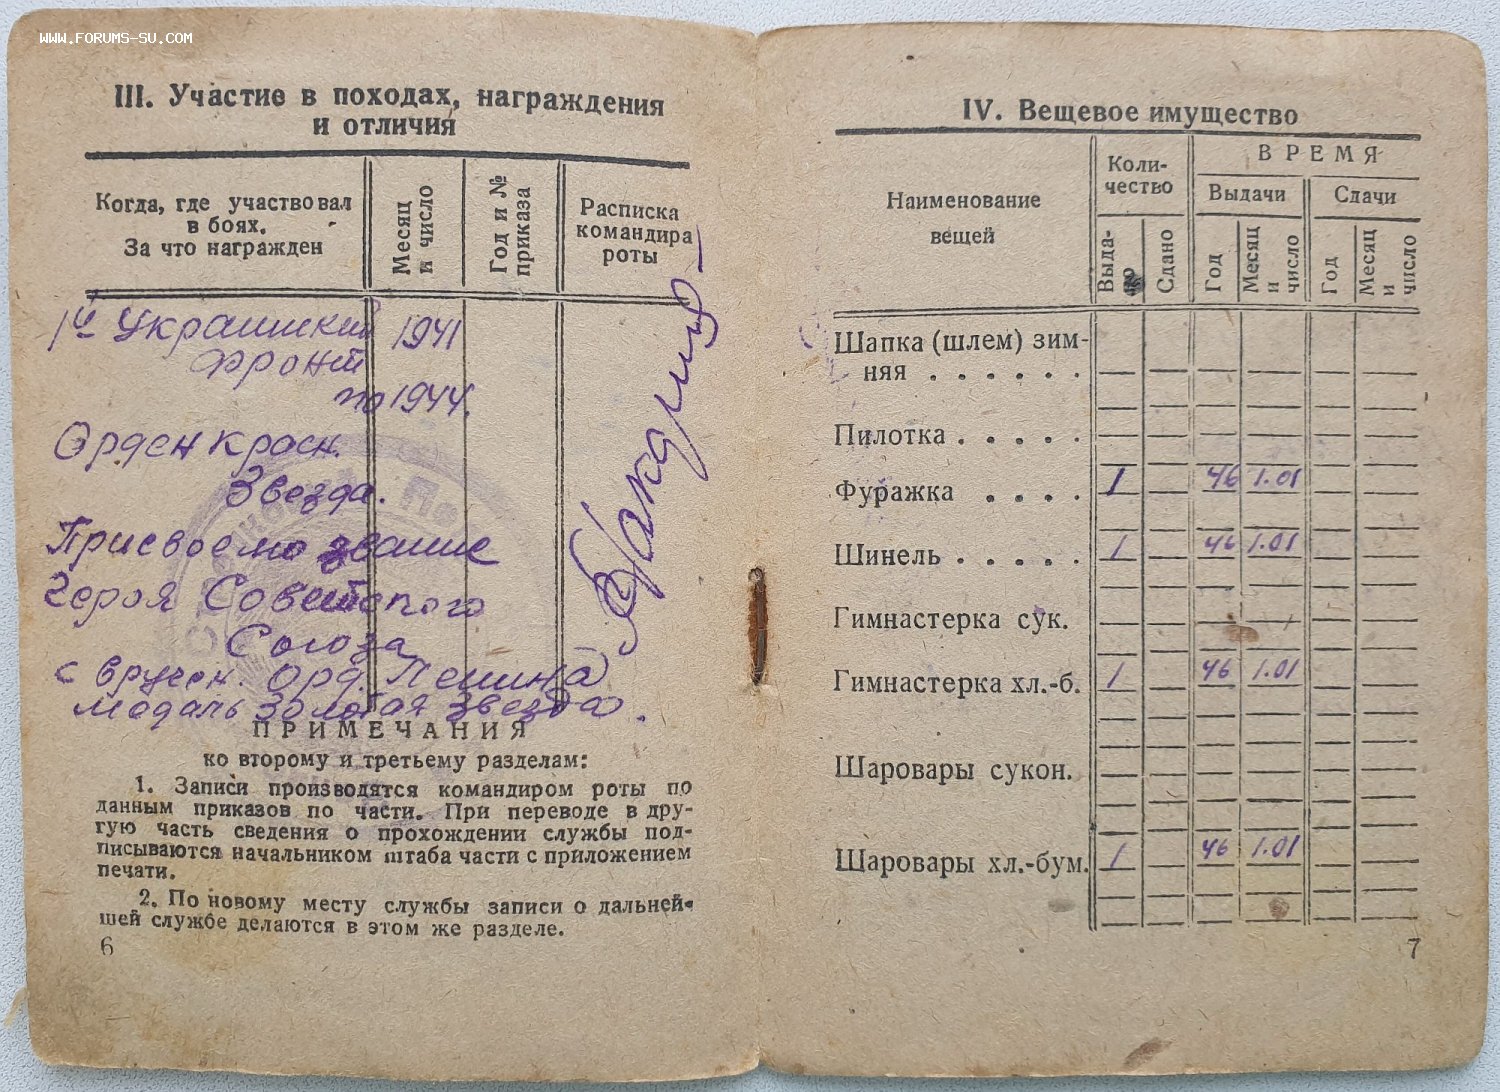 WWW.FORUMS-SU.COM
III. Участие в походах, награждения
и отличия
Когда, где участвовал
в боях.
За что награжден
Месяц
и число
Год и №
приказа
Расписка
командира
роты
1й Украинский 1941
фронт
по 1944.
Орден Красн.
Звезда.
Присвоено звание
Героя Советского
Союза
с вручен. орд. Ленина
медаль Золотая Звезда.
ПРИМЕЧАНИЯ
ко второму и третьему разделам:
1. Записи производятся командиром роты по
данным приказов по части. При переводе в дру-
гую часть сведения о прохождении службы под-
писываются начальником штаба части с приложением
печати.
2. По новому месту службы записи о дальней-
шей службе делаются в этом же разделе.
6
IV. Вещевое имущество
Наименование
вещей
Коли-
чество
ВРЕМЯ
Выдачи
Сдачи
Выда-
но
Сдано
Год
Месяц
и
число
Год
Месяц
и
число
Шапка (шлем) зим-
няя . . . . . .
Пилотка . . . . .
Фуражка . . . . 1 46 1.01
Шинель . . . . . 1 46 1.01
Гимнастерка сук.
Гимнастерка хл.-б. 1 46 1.01
Шаровары сукон.
Шаровары хл.-бум. 1 46 1.01
7